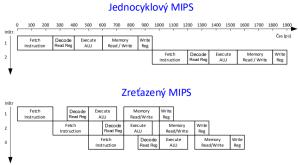 Jednocyklový MIPS
Inštr
0 100 200 300 400 500 600 700 800 900 1000 1100 1200 1300 1400 1500 1600 1700 1800 1900
Čas (ps)
1 Fetch Instruction Decode Read Reg Execute ALU Memory Read / Write Write Reg
2 Fetch Instruction Decode Read Reg Execute ALU Memory Read / Write Write Reg
Zreťazený MIPS
Inštr
1 Fetch Instruction Decode Read Reg Execute ALU Memory Read/Write Write Reg
2 Fetch Instruction Decode Read Reg Execute ALU Memory Read/Write Write Reg
3 Fetch Instruction Decode Read Reg Execute ALU Memory Read/Write Write Reg